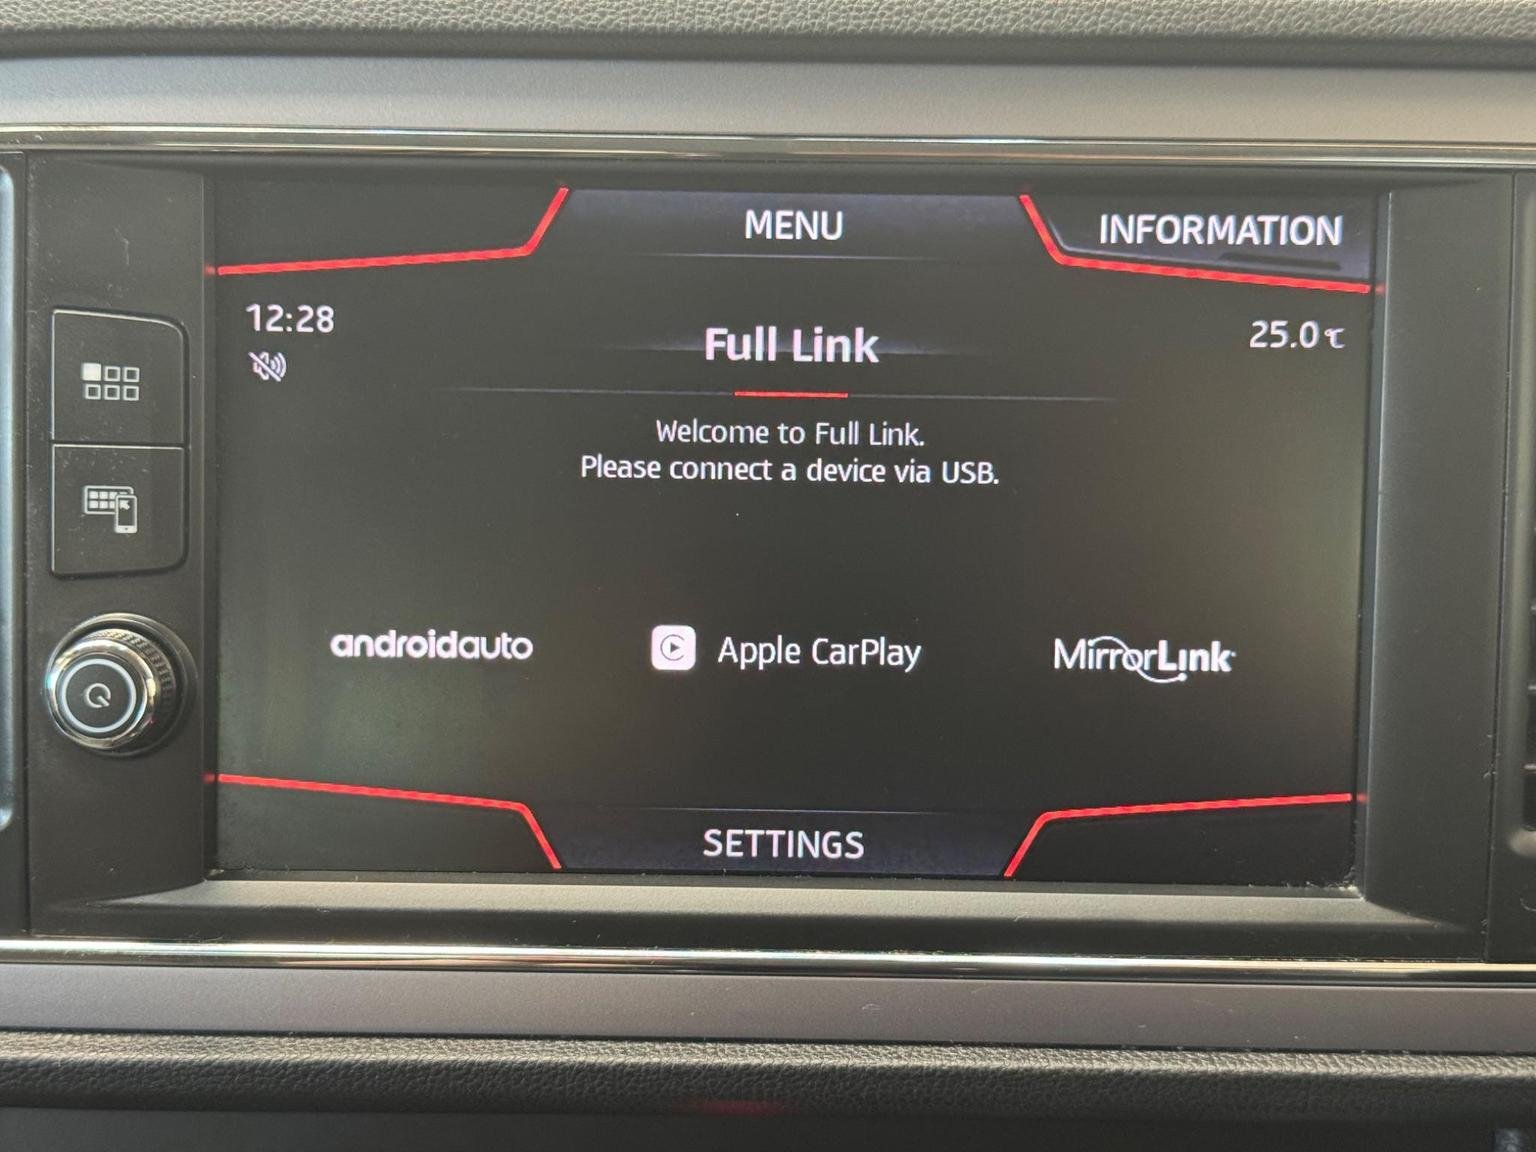 MENU
INFORMATION
12:28
25.0℃
Full Link
Welcome to Full Link.
Please connect a device via USB.
androidauto
Apple CarPlay
MirrorLink
SETTINGS